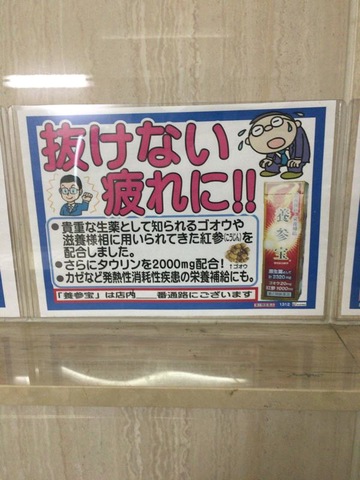 抜けない
疲れに!!
●貴重な生薬として知られるゴオウや
滋養様相に用いられてきた紅参(こうじん)を
配合しました。
●さらにタウリンを2000mg配合!
↑ゴオウ
●カゼなど発熱性消耗性疾患の栄養補給にも。
「養参宝」は店内　番通路にございます
養参宝